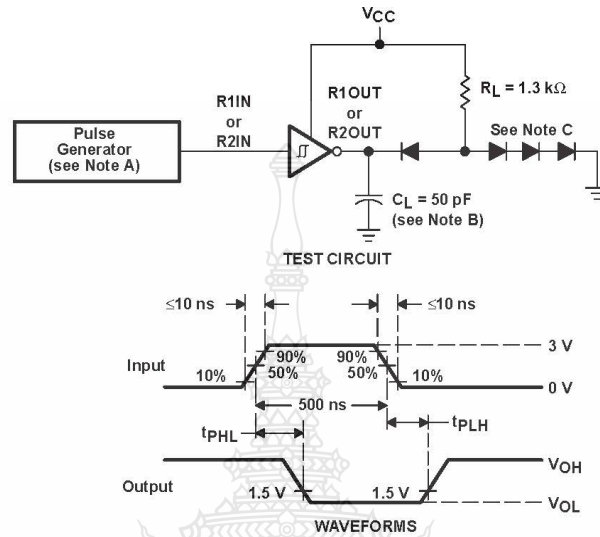 VCC
RL = 1.3 kΩ
R1IN
or
R2IN
R1OUT
or
R2OUT
Pulse
Generator
(see Note A)
See Note C
CL = 50 pF
(see Note B)
TEST CIRCUIT
≤10 ns
≤10 ns
Input
10%
90%
50%
90%
50%
10%
3 V
0 V
500 ns
tPHL
tPLH
Output
1.5 V
1.5 V
VOH
VOL
WAVEFORMS